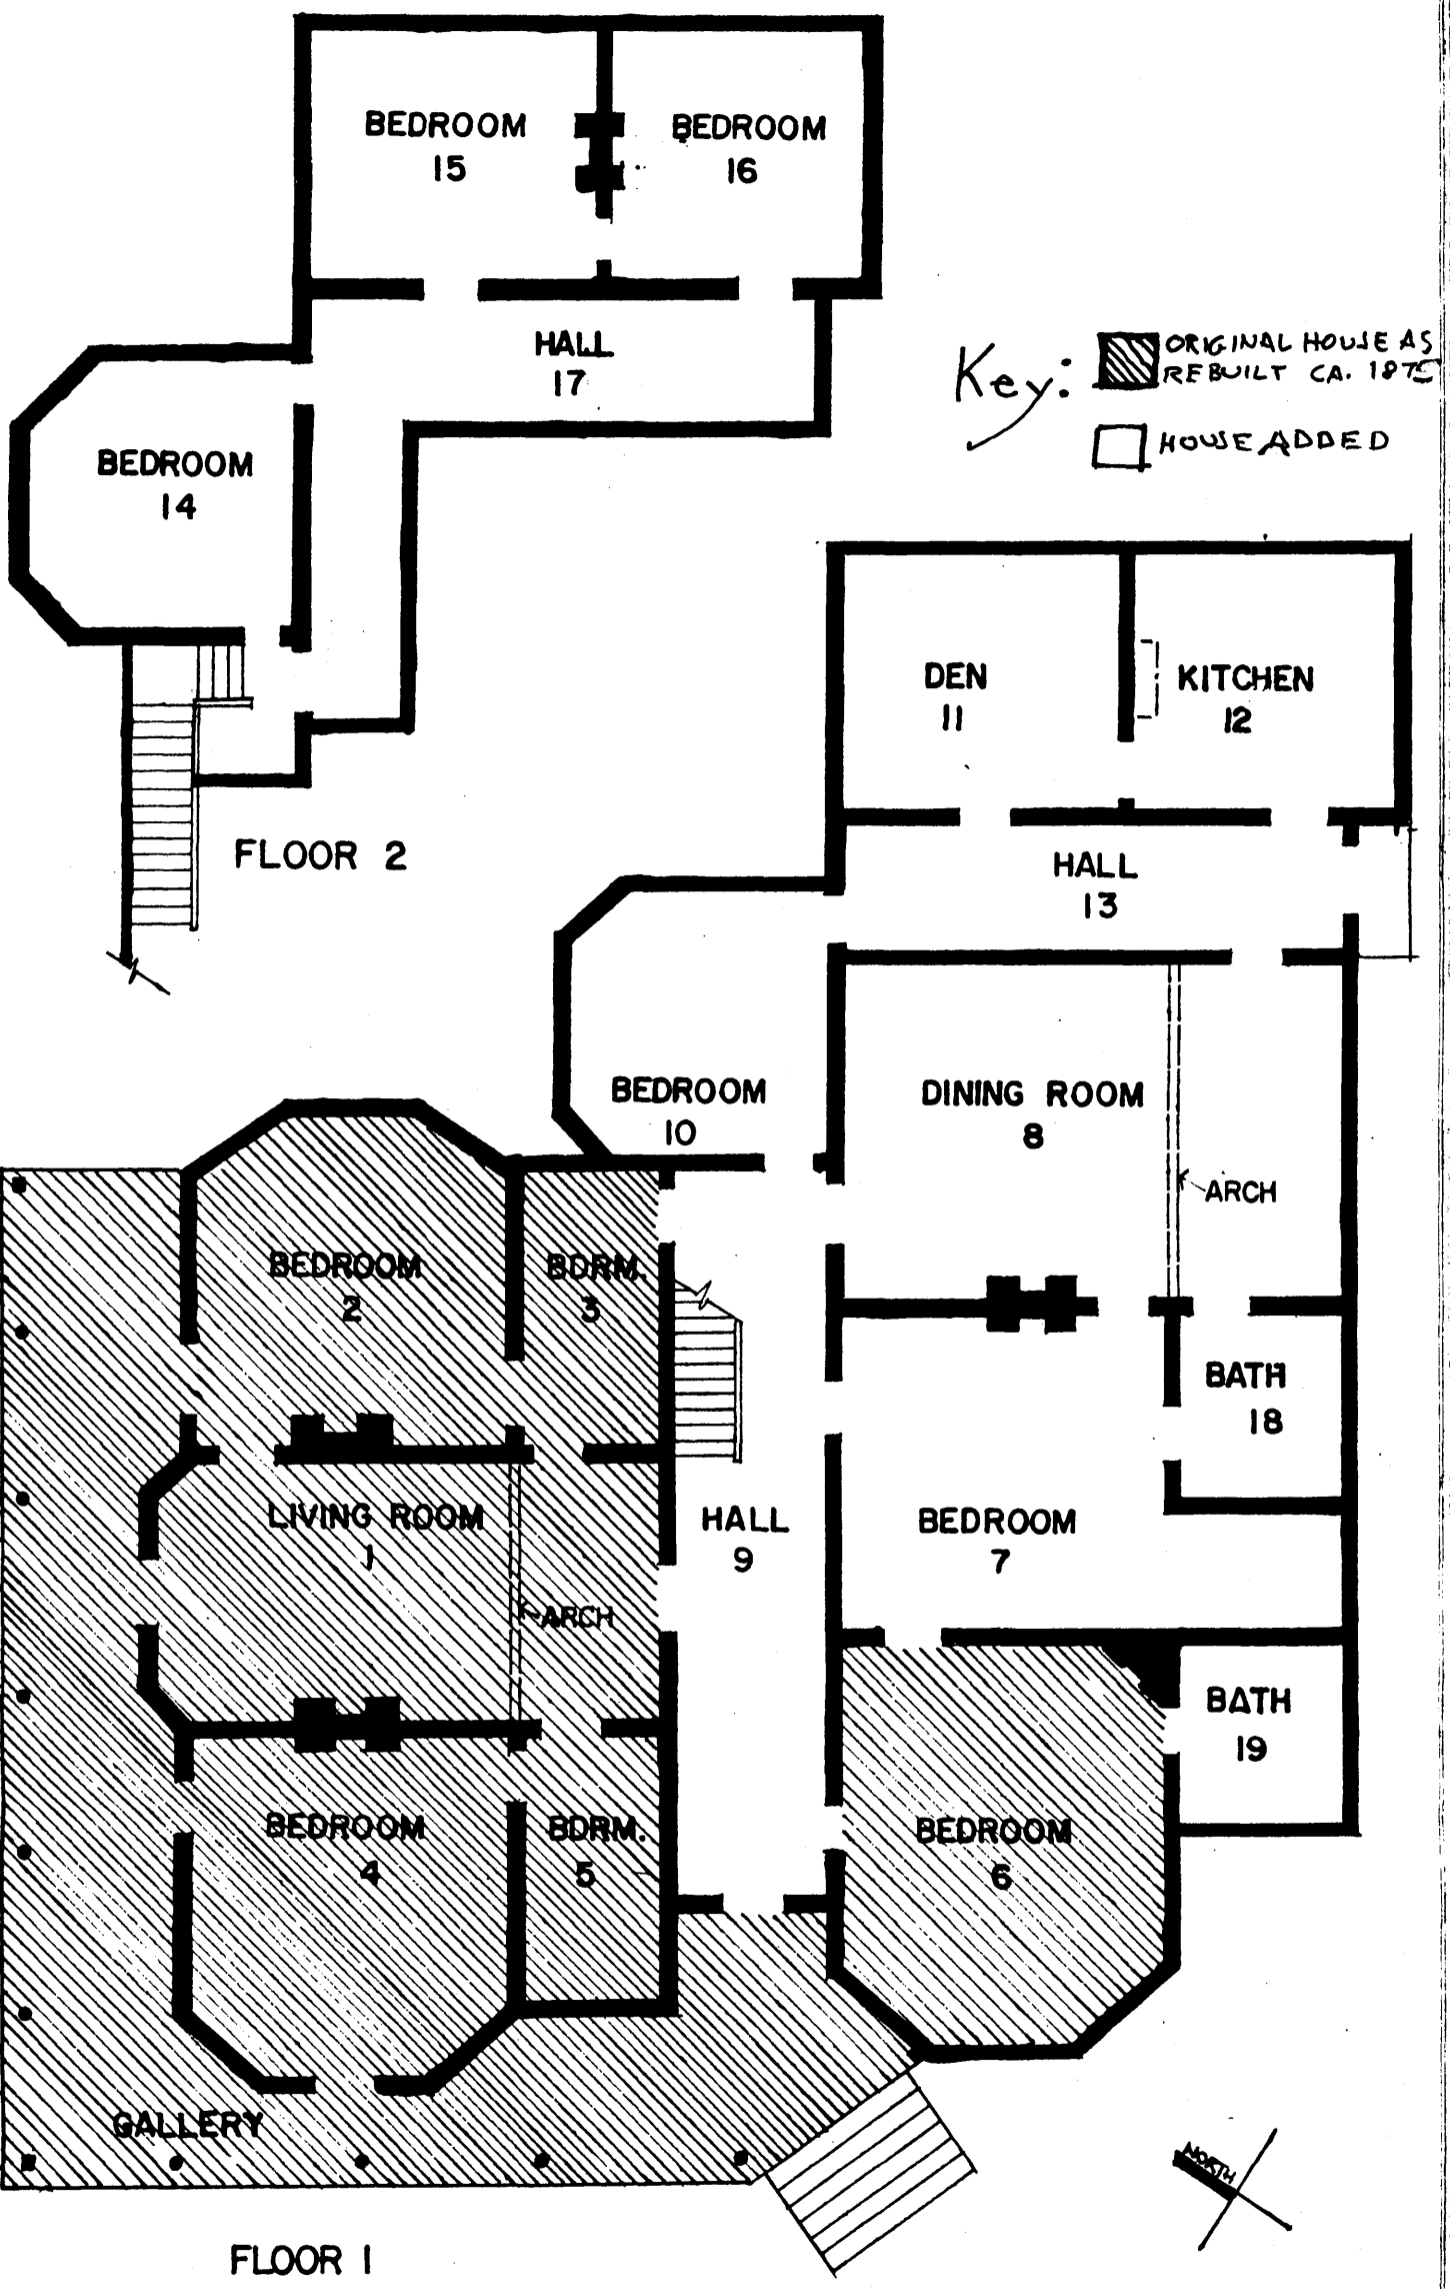 BEDROOM
15
BEDROOM
16
HALL
17
Key:
ORIGINAL HOUSE AS
REBUILT CA. 1875
HOUSE ADDED
BEDROOM
14
FLOOR 2
DEN
11
KITCHEN
12
HALL
13
BEDROOM
10
DINING ROOM
8
ARCH
BEDROOM
2
BDRM.
3
BATH
18
LIVING ROOM
1
ARCH
HALL
9
BEDROOM
7
BATH
19
BEDROOM
4
BDRM.
5
BEDROOM
6
GALLERY
NORTH
FLOOR 1